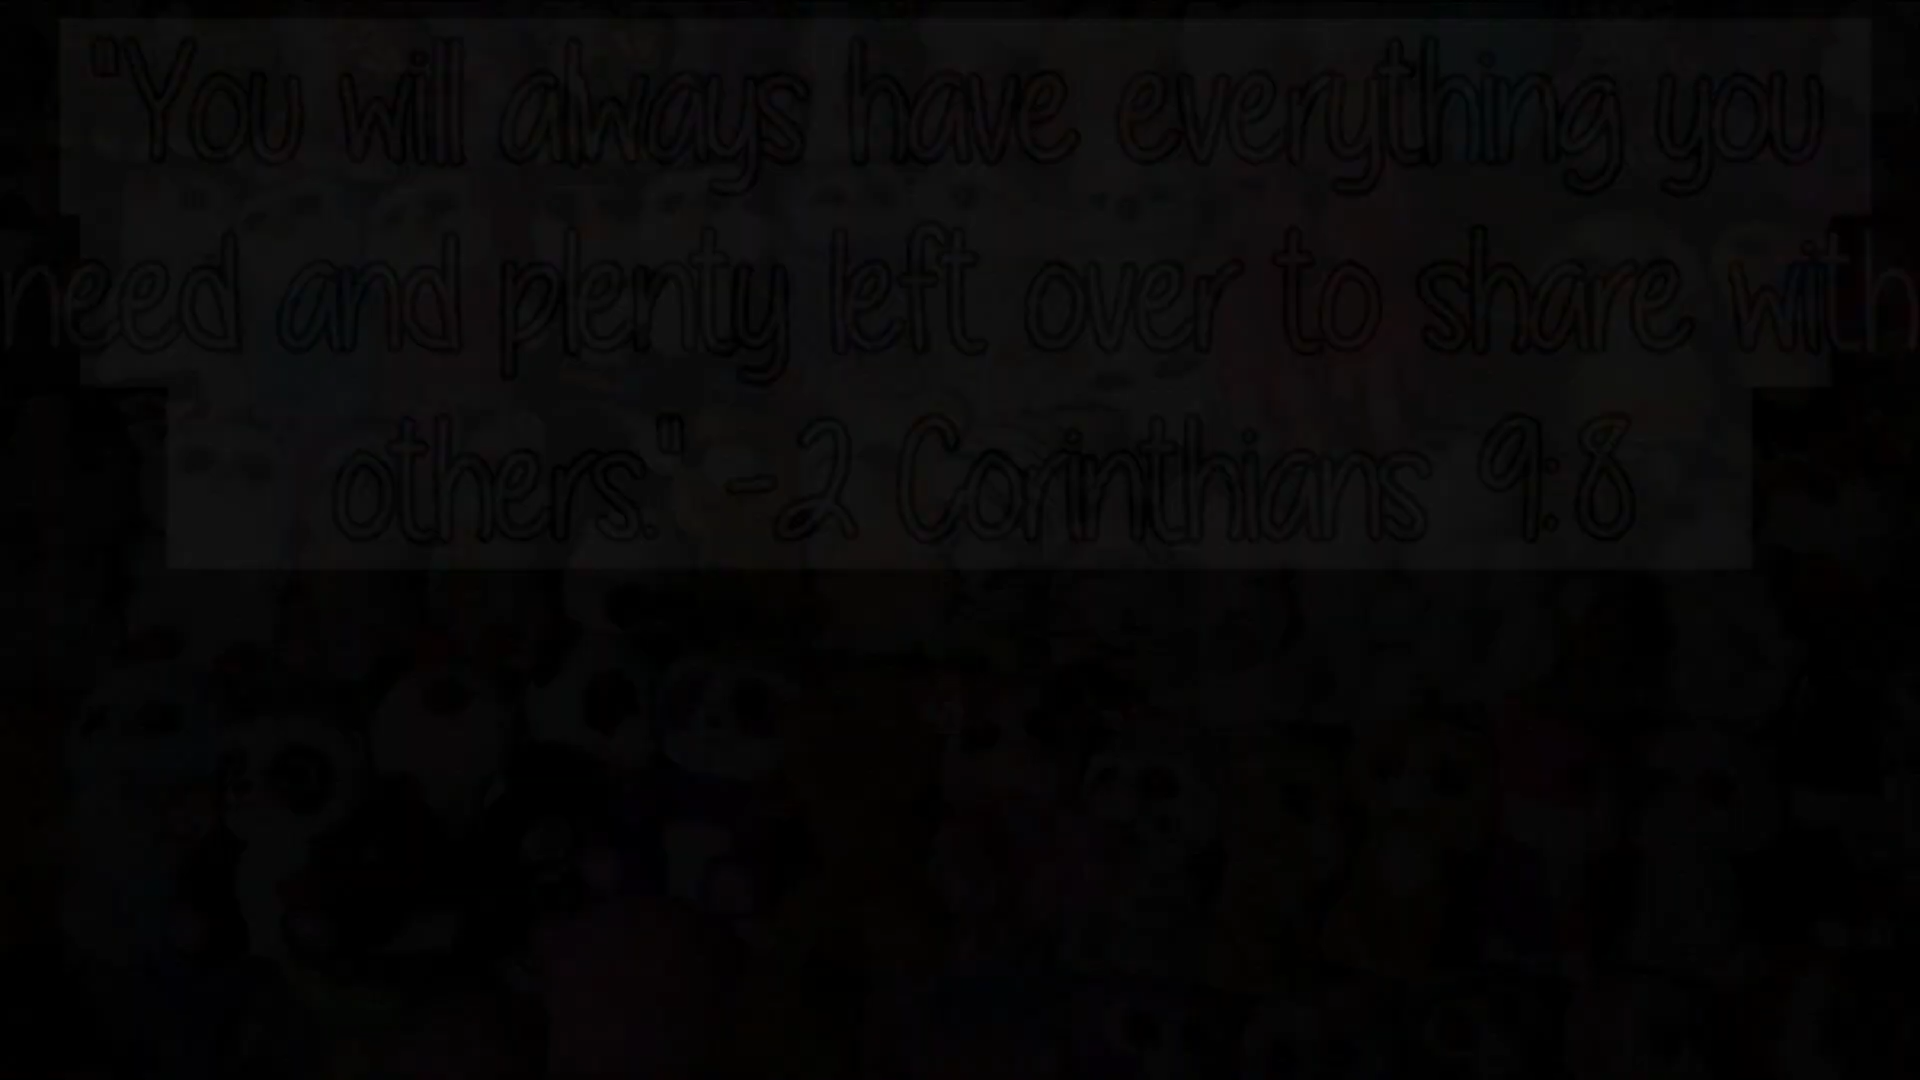 "You will always have everything you
need and plenty left over to share with
others." -2 Corinthians 9:8